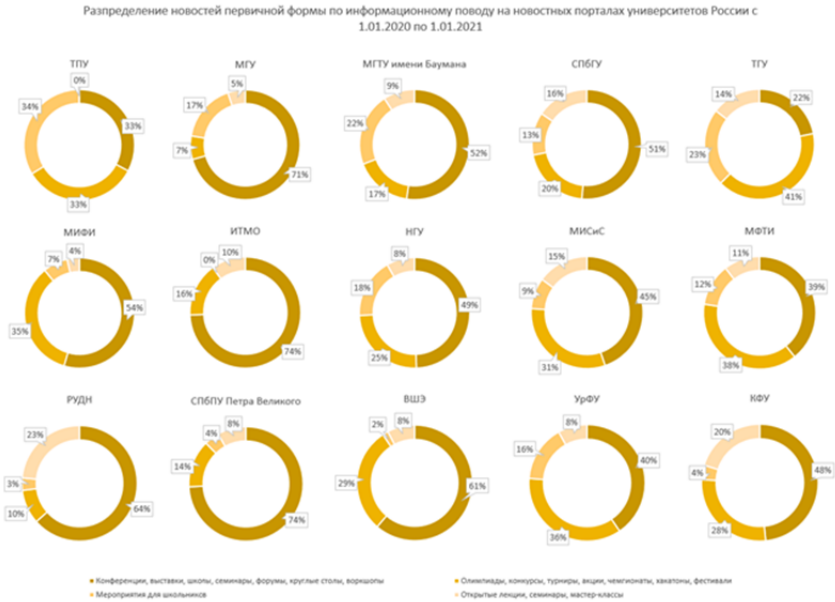 Разпределение новостей первичной формы по информационному поводу на новостных порталах университетов России с
1.01.2020 по 1.01.2021
ТПУ
0%
34%
33%
33%
МГУ
5%
17%
7%
71%
МГТУ имени Баумана
9%
22%
17%
52%
СПбГУ
16%
13%
20%
51%
ТГУ
14%
22%
23%
41%
МИФИ
4%
7%
35%
54%
ИТМО
10%
0%
16%
74%
НГУ
8%
18%
25%
49%
МИСиС
15%
9%
31%
45%
МФТИ
11%
12%
38%
39%
РУДН
23%
3%
10%
64%
СПбПУ Петра Великого
8%
4%
14%
74%
ВШЭ
8%
2%
29%
61%
УрФУ
8%
16%
36%
40%
КФУ
20%
4%
28%
48%
Конференции, выставки, школы, семинары, форумы, круглые столы, воркшопы
Олимпиады, конкурсы, турниры, акции, чемпионаты, хакатоны, фестивали
Мероприятия для школьников
Открытые лекции, семинары, мастер-классы